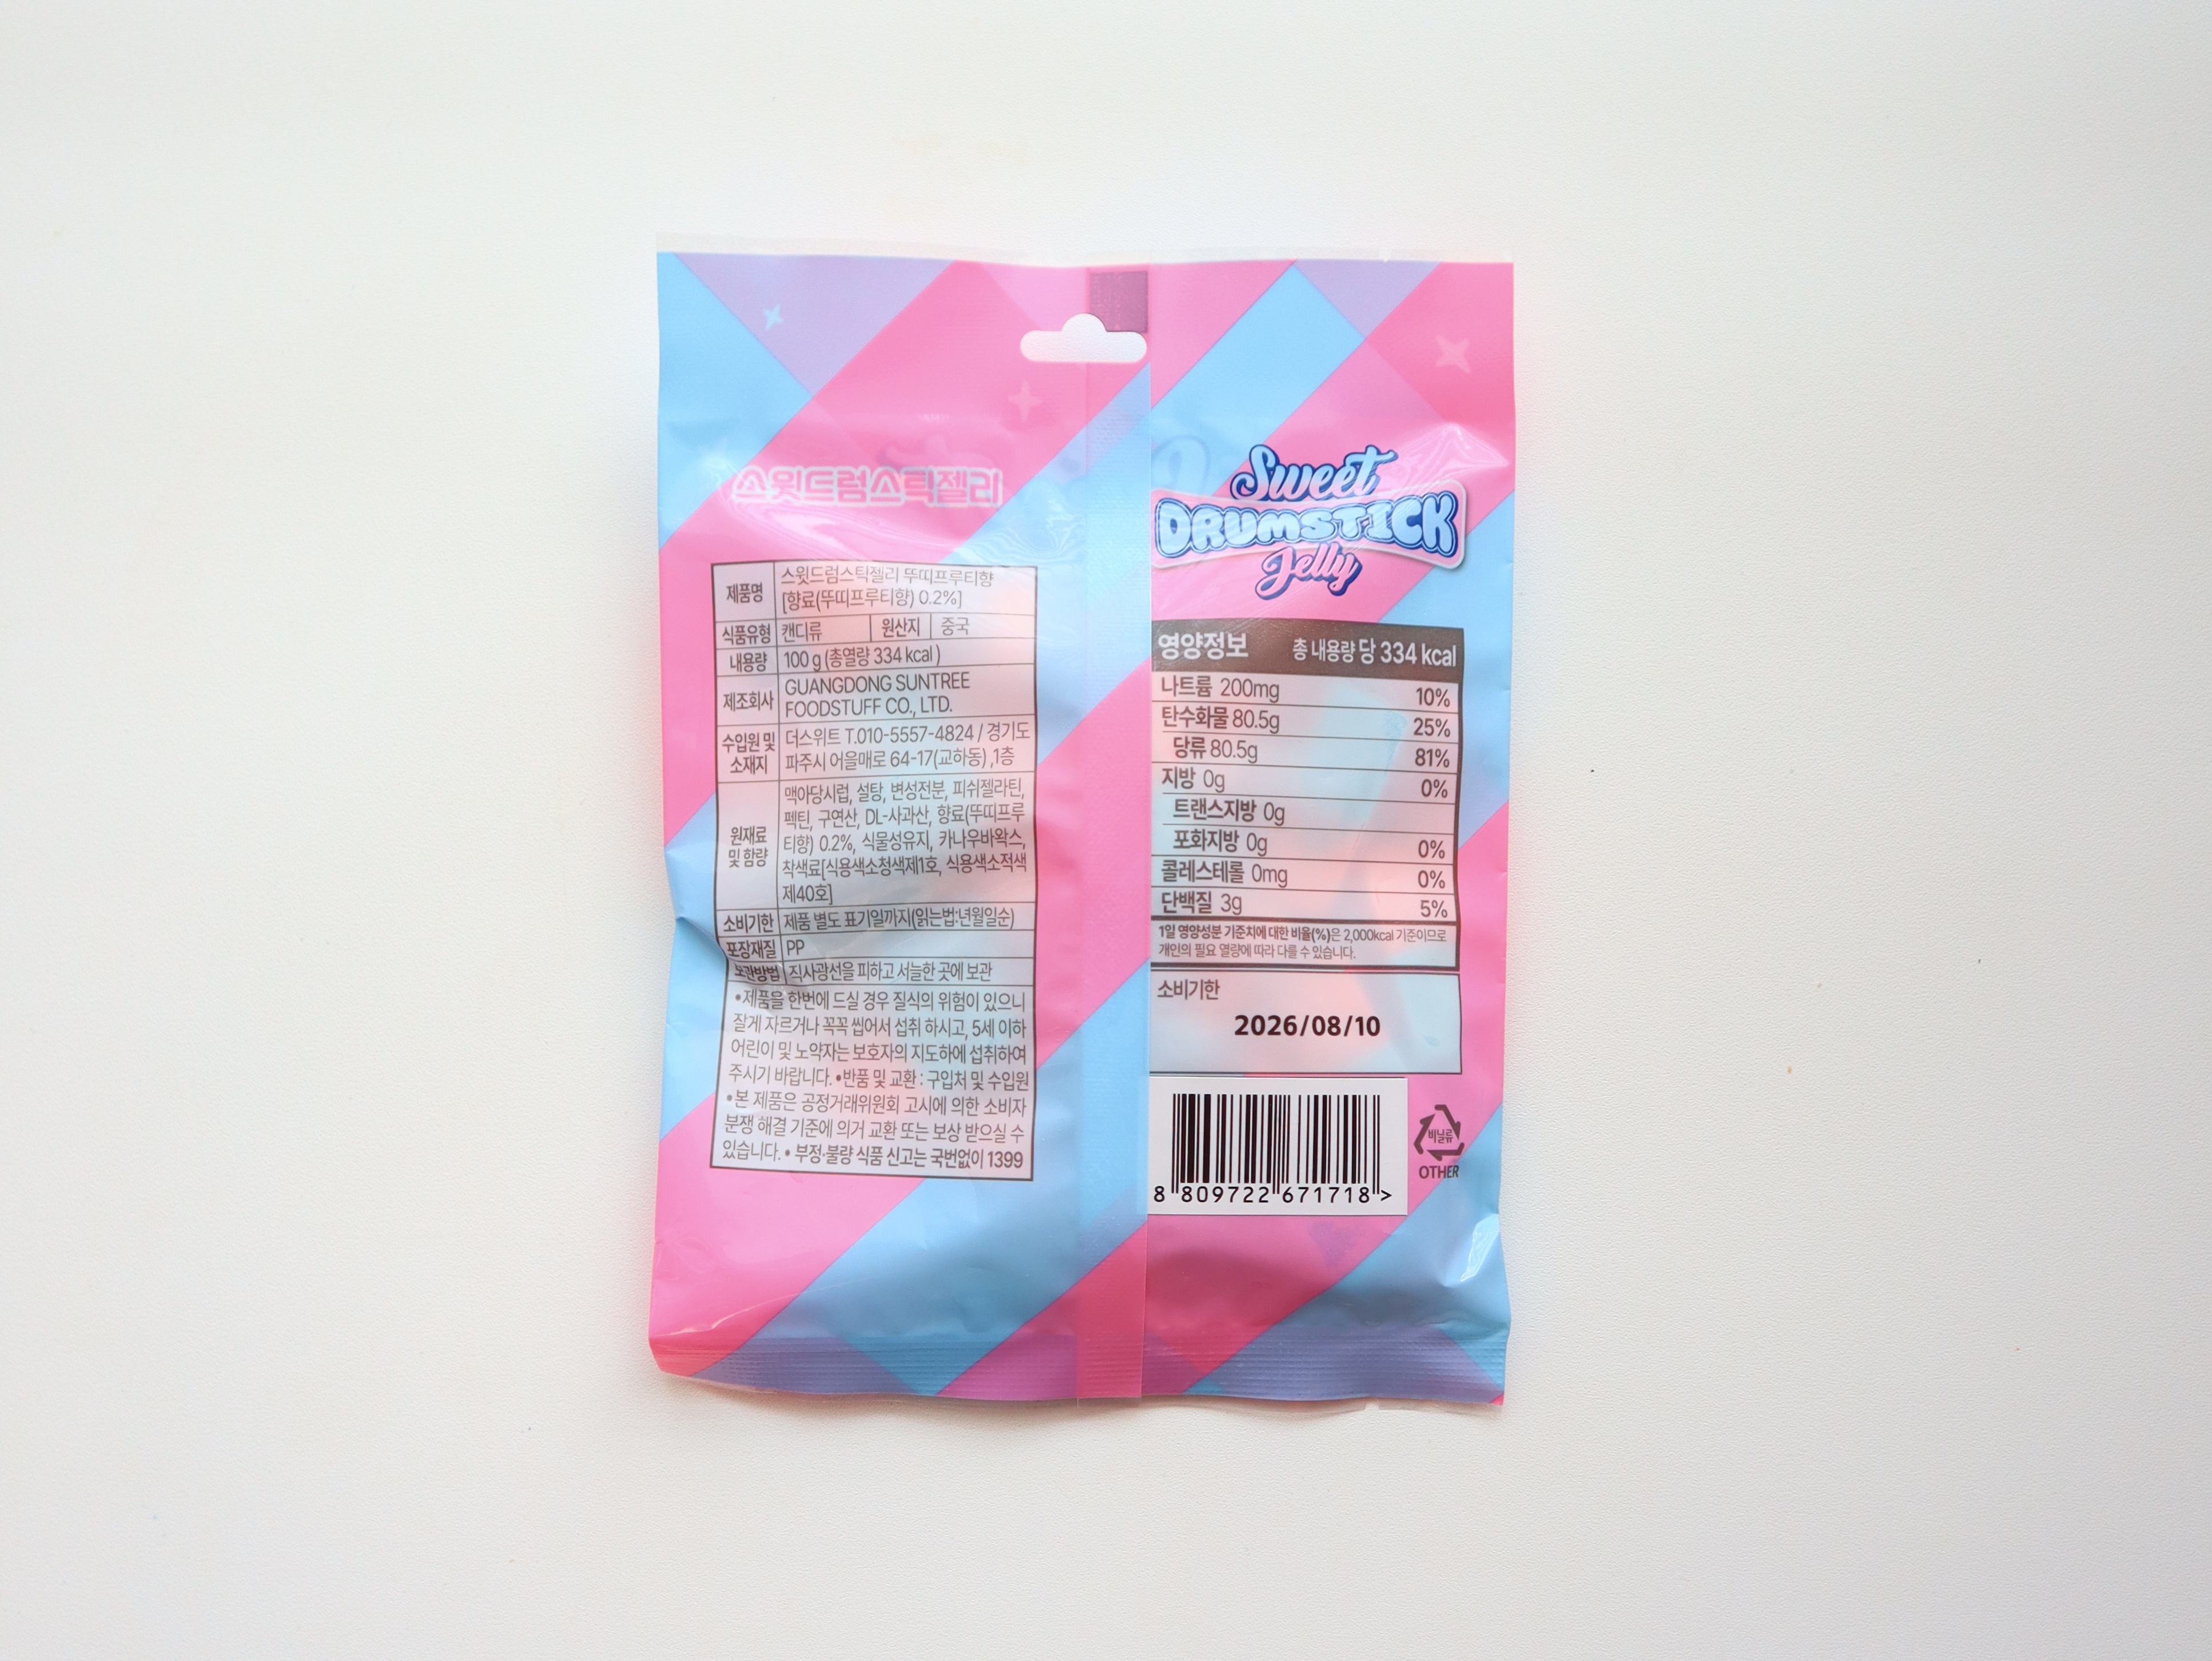 스윗드럼스틱젤리
제품명 스윗드럼스틱젤리 뚜띠프루티향
[향료(뚜띠프루티향) 0.2%]
식품유형 캔디류 원산지 중국
내용량 100 g (총열량 334 kcal )
제조회사 GUANGDONG SUNTREE
FOODSTUFF CO., LTD.
수입원 및 소재지 더스위트 T.010-5557-4824 / 경기도
파주시 어을매로 64-17(교하동) ,1층
원재료 및 함량 맥아당시럽, 설탕, 변성전분, 피쉬젤라틴,
펙틴, 구연산, DL-사과산, 향료(뚜띠프루
티향) 0.2%, 식물성유지, 카나우바왁스,
착색료[식용색소청색제1호, 식용색소적색
제40호]
소비기한 제품 별도 표기일까지(읽는법:년월일순)
포장재질 PP
보관방법 직사광선을 피하고 서늘한 곳에 보관
•제품을 한번에 드실 경우 질식의 위험이 있으니
잘게 자르거나 꼭꼭 씹어서 섭취 하시고, 5세 이하
어린이 및 노약자는 보호자의 지도하에 섭취하여
주시기 바랍니다. •반품 및 교환 : 구입처 및 수입원
•본 제품은 공정거래위원회 고시에 의한 소비자
분쟁 해결 기준에 의거 교환 또는 보상 받으실 수
있습니다. • 부정·불량 식품 신고는 국번없이 1399
Sweet
DRUMSTICK
Jelly
영양정보 총 내용량 당 334 kcal
나트륨 200mg 10%
탄수화물 80.5g 25%
당류 80.5g 81%
지방 0g 0%
트랜스지방 0g
포화지방 0g 0%
콜레스테롤 0mg 0%
단백질 3g 5%
1일 영양성분 기준치에 대한 비율(%)은 2,000kcal 기준이므로
개인의 필요 열량에 따라 다를 수 있습니다.
소비기한
2026/08/10
8 809722 671718 >
비닐류
OTHER